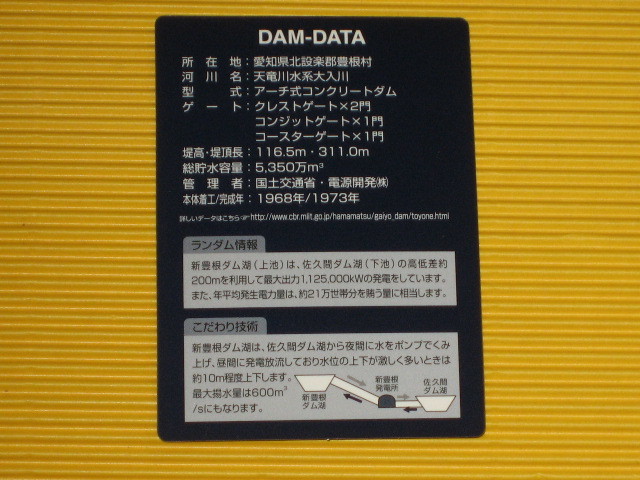 DAM-DATA
所在地：愛知県北設楽郡豊根村
河川名：天竜川水系大入川
型式：アーチ式コンクリートダム
ゲート：クレストゲート×2門
コンジットゲート×1門
コースターゲート×1門
堤高・堤頂長：116.5m・311.0m
総貯水容量：5,350万m³
管理者：国土交通省・電源開発㈱
本体着工/完成年：1968年/1973年
詳しいデータはこちら☞http://www.cbr.mlit.go.jp/hamamatsu/gaiyo_dam/toyone.html
ランダム情報
新豊根ダム湖（上池）は、佐久間ダム湖（下池）の高低差約
200mを利用して最大出力1,125,000kWの発電をしています。
また、年平均発生電力量は、約21万世帯分を賄う量に相当します。
こだわり技術
新豊根ダム湖は、佐久間ダム湖から夜間に水をポンプでくみ
上げ、昼間に発電放流しており水位の上下が激しく多いときは
約10m程度上下します。
最大揚水量は600m³
/sにもなります。
新豊根
ダム湖
新豊根
発電所
佐久間
ダム湖